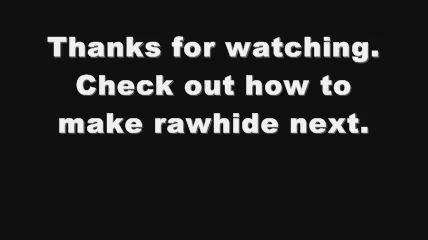 Thanks for watching.
Check out how to
make rawhide next.